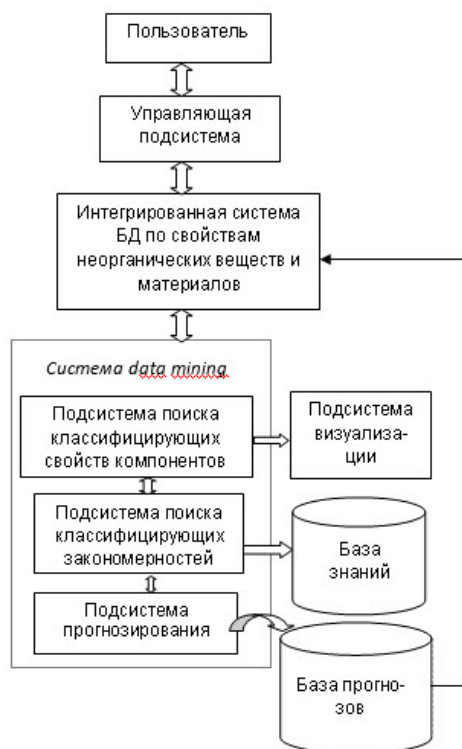 Пользователь
Управляющая
подсистема
Интегрированная система
БД по свойствам
неорганических веществ и
материалов
Система data mining
Подсистема поиска
классифицирующих
свойств компонентов
Подсистема
визуализа-
ции
Подсистема поиска
классифицирующих
закономерностей
База
знаний
Подсистема
прогнозирования
База прогно-
зов